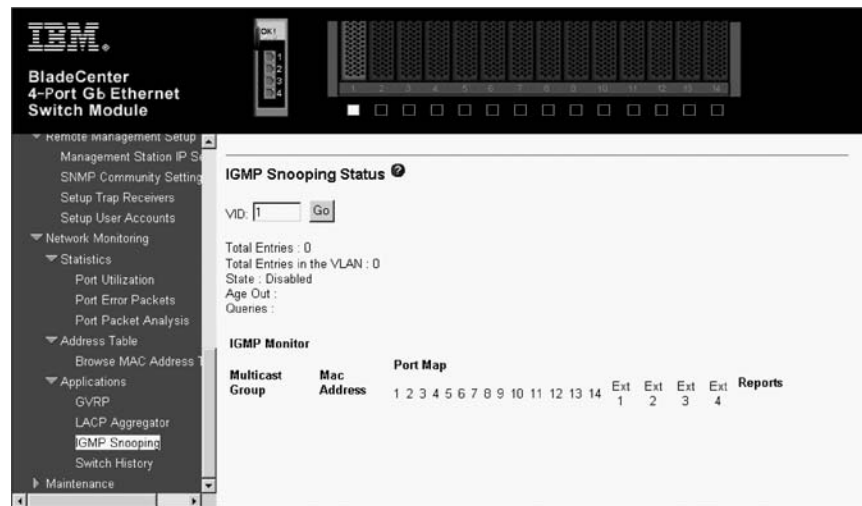 IBM.
BladeCenter
4-Port Gb Ethernet
Switch Module
OK!
1
2
3
4
1 2 3 4 5 6 7 8 9 10 11 12 13 14
Remote Management Setup
Management Station IP Se
SNMP Community Setting
Setup Trap Receivers
Setup User Accounts
Network Monitoring
Statistics
Port Utilization
Port Error Packets
Port Packet Analysis
Address Table
Browse MAC Address T
Applications
GVRP
LACP Aggregator
IGMP Snooping
Switch History
Maintenance
IGMP Snooping Status ?
VID: 1 Go
Total Entries : 0
Total Entries in the VLAN : 0
State : Disabled
Age Out :
Queries :
IGMP Monitor
Multicast Group Mac Address Port Map 1 2 3 4 5 6 7 8 9 10 11 12 13 14 Ext 1 Ext 2 Ext 3 Ext 4 Reports